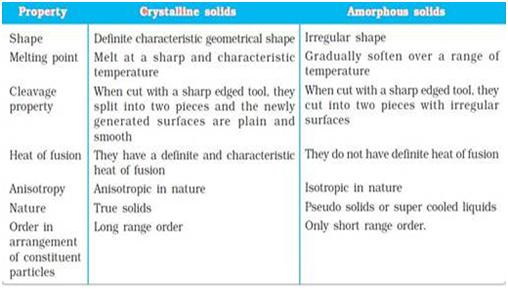 Property Crystalline solids Amorphous solids
Shape Definite characteristic geometrical shape Irregular shape
Melting point Melt at a sharp and characteristic Gradually soften over a range of
temperature temperature
Cleavage When cut with a sharp edged tool, they When cut with a sharp edged tool, they
property split into two pieces and the newly cut into two pieces with irregular
generated surfaces are plain and surfaces
smooth
Heat of fusion They have a definite and characteristic They do not have definite heat of fusion
heat of fusion
Anisotropy Anisotropic in nature Isotropic in nature
Nature True solids Pseudo solids or super cooled liquids
Order in Long range order Only short range order.
arrangement
of constituent
particles